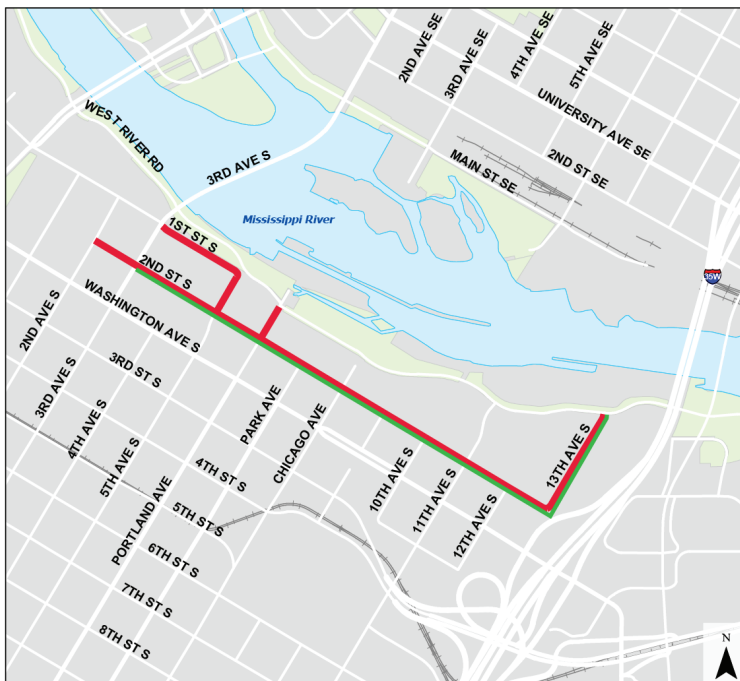 2ND AVE SE
3RD AVE SE
4TH AVE SE
5TH AVE SE
UNIVERSITY AVE SE
WEST RIVER RD
3RD AVE S
MAIN ST SE
2ND ST SE
Mississippi River
1ST ST S
2ND ST S
35W
WASHINGTON AVE S
2ND AVE S
3RD ST S
3RD AVE S
4TH AVE S
5TH AVE S
PARK AVE
CHICAGO AVE
13TH AVE S
4TH ST S
10TH AVE S
11TH AVE S
12TH AVE S
PORTLAND AVE
5TH ST S
6TH ST S
7TH ST S
8TH ST S
N